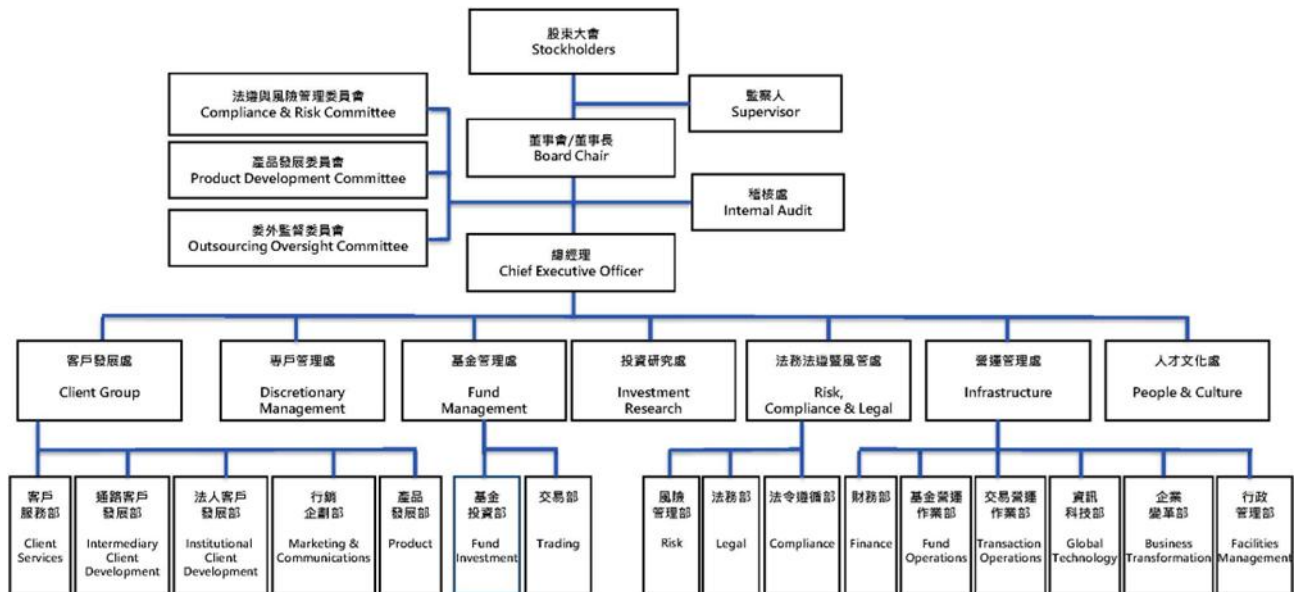 股東大會
Stockholders
法遵與風險管理委員會
Compliance & Risk Committee
監察人
Supervisor
董事會/董事長
Board Chair
產品發展委員會
Product Development Committee
稽核處
Internal Audit
委外監督委員會
Outsourcing Oversight Committee
總經理
Chief Executive Officer
客戶發展處
Client Group
專戶管理處
Discretionary
Management
基金管理處
Fund
Management
投資研究處
Investment
Research
法務法遵暨風管處
Risk,
Compliance & Legal
營運管理處
Infrastructure
人才文化處
People & Culture
客戶
服務部
Client
Services
通路客戶
發展部
Intermediary
Client
Development
法人客戶
發展部
Institutional
Client
Development
行銷
企劃部
Marketing &
Communications
產品
發展部
Product
基金
投資部
Fund
Investment
交易部
Trading
風險
管理部
Risk
法務部
Legal
法令遵循部
Compliance
財務部
Finance
基金營運
作業部
Fund
Operations
交易營運
作業部
Transaction
Operations
資訊
科技部
Global
Technology
企業
變革部
Business
Transformation
行政
管理部
Facilities
Management